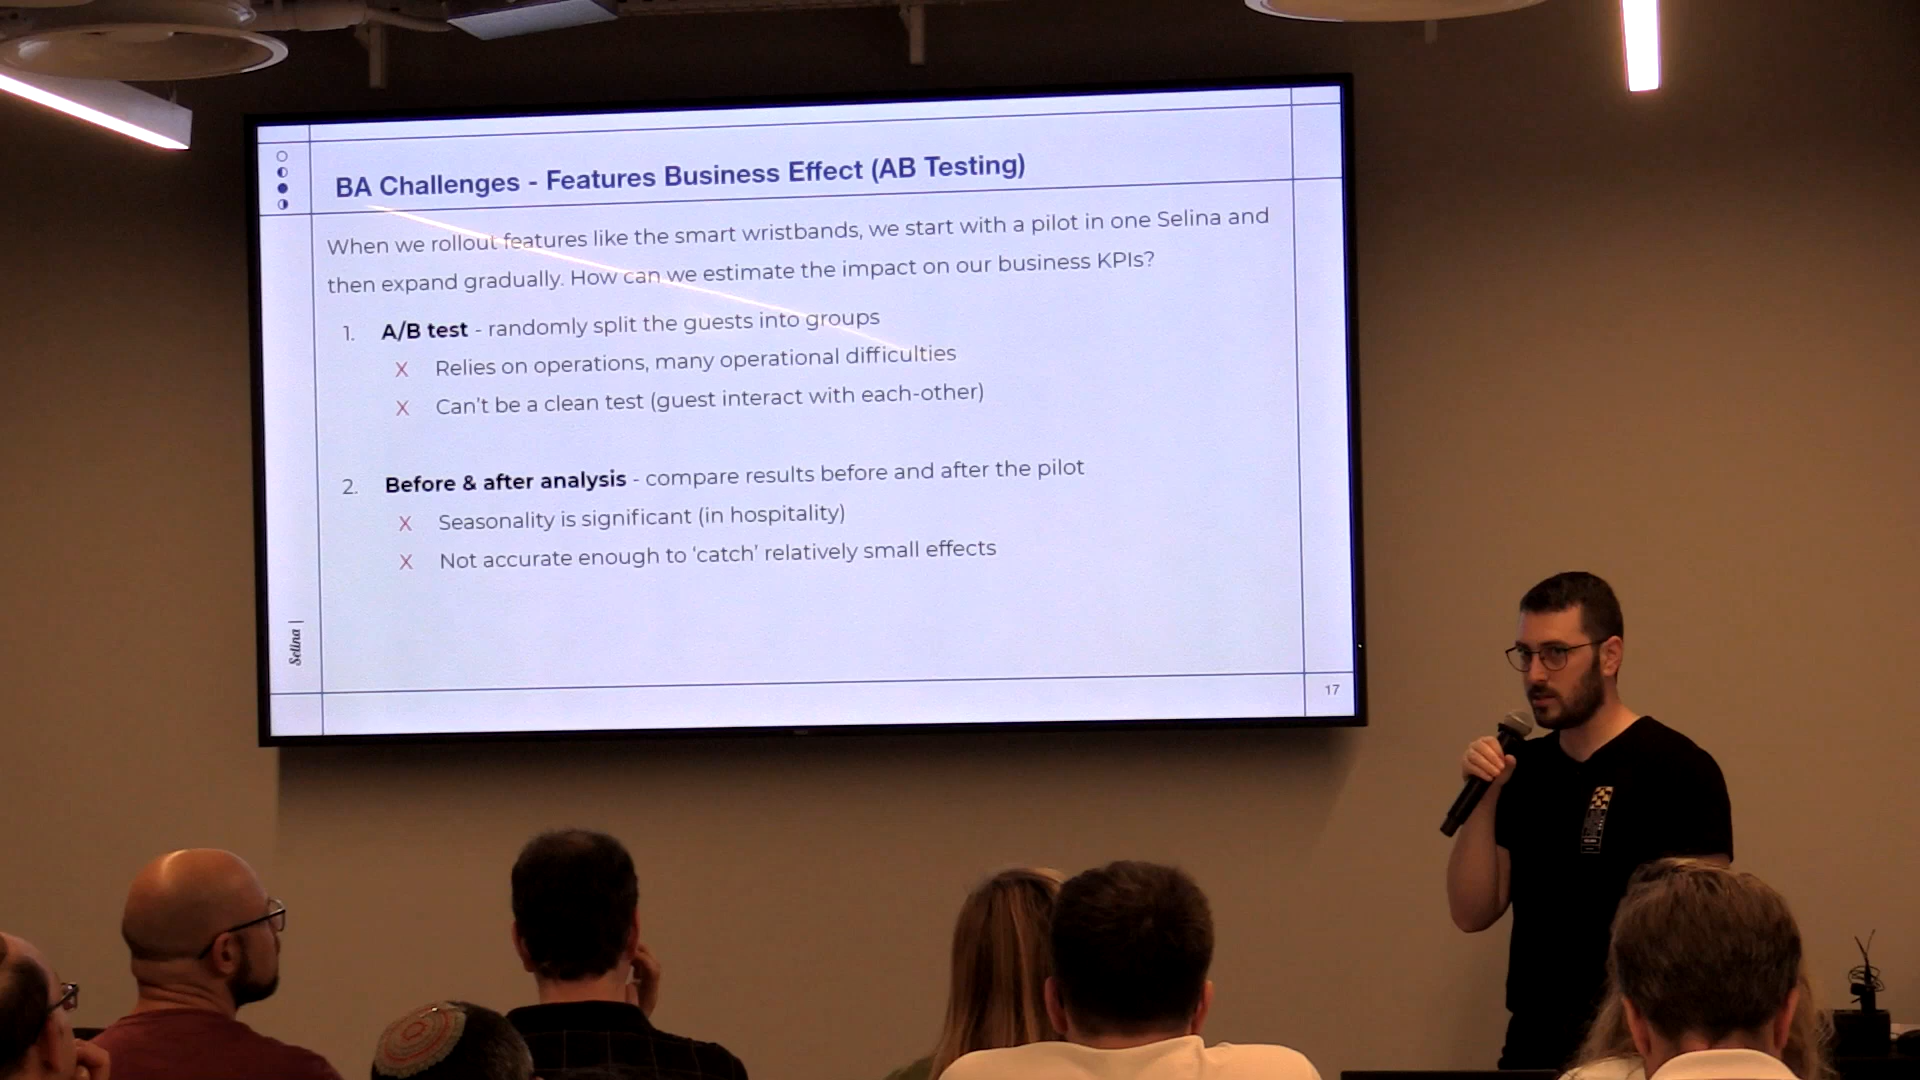 BA Challenges - Features Business Effect (AB Testing)
When we rollout features like the smart wristbands, we start with a pilot in one Selina and
then expand gradually. How can we estimate the impact on our business KPIs?
1. A/B test - randomly split the guests into groups
X Relies on operations, many operational difficulties
X Can't be a clean test (guest interact with each-other)
2. Before & after analysis - compare results before and after the pilot
X Seasonality is significant (in hospitality)
X Not accurate enough to 'catch' relatively small effects
Selina |
17